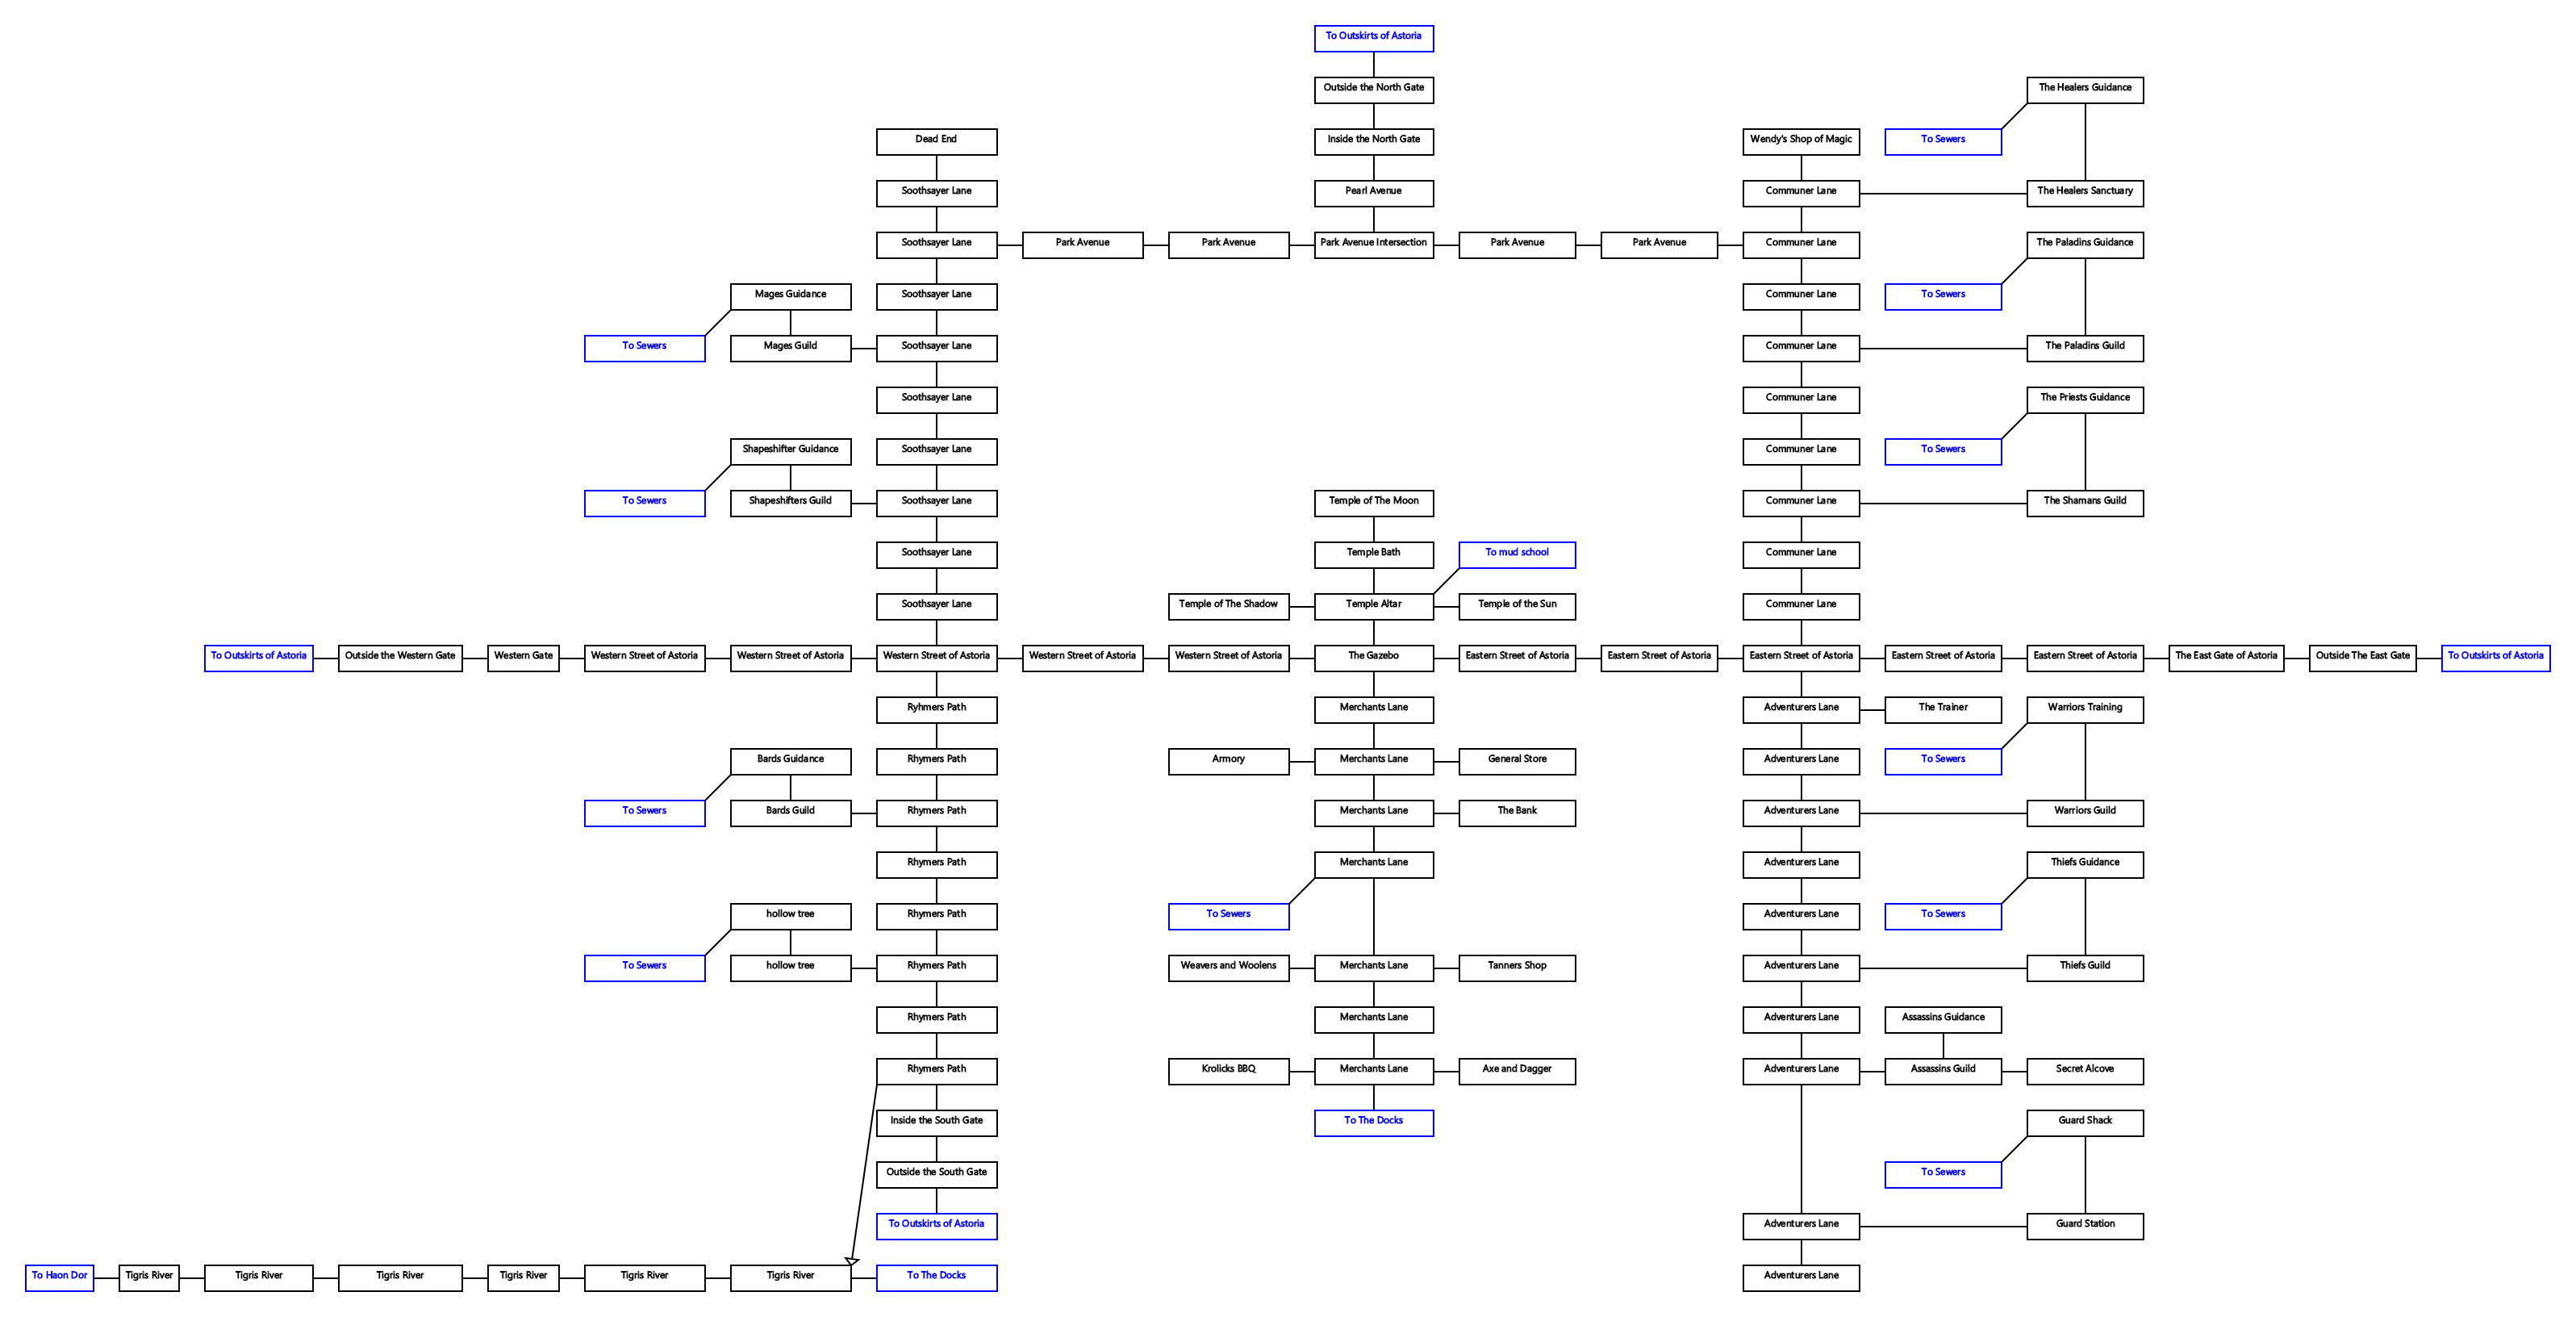 To Outskirts of Astoria
Outside the North Gate
The Healers Guidance
Dead End
Inside the North Gate
Wendy's Shop of Magic
To Sewers
Soothsayer Lane
Pearl Avenue
Communer Lane
The Healers Sanctuary
Soothsayer Lane
Park Avenue
Park Avenue
Park Avenue Intersection
Park Avenue
Park Avenue
Communer Lane
The Paladins Guidance
Mages Guidance
Soothsayer Lane
Communer Lane
To Sewers
To Sewers
Mages Guild
Soothsayer Lane
Communer Lane
The Paladins Guild
Soothsayer Lane
Communer Lane
The Priests Guidance
Shapeshifter Guidance
Soothsayer Lane
Communer Lane
To Sewers
To Sewers
Shapeshifters Guild
Soothsayer Lane
Temple of The Moon
Communer Lane
The Shamans Guild
Soothsayer Lane
Temple Bath
To mud school
Communer Lane
Soothsayer Lane
Temple of The Shadow
Temple Altar
Temple of the Sun
Communer Lane
To Outskirts of Astoria
Outside the Western Gate
Western Gate
Western Street of Astoria
Western Street of Astoria
Western Street of Astoria
Western Street of Astoria
Western Street of Astoria
The Gazebo
Eastern Street of Astoria
Eastern Street of Astoria
Eastern Street of Astoria
Eastern Street of Astoria
Eastern Street of Astoria
The East Gate of Astoria
Outside The East Gate
To Outskirts of Astoria
Ryhmers Path
Merchants Lane
Adventurers Lane
The Trainer
Warriors Training
Bards Guidance
Rhymers Path
Armory
Merchants Lane
General Store
Adventurers Lane
To Sewers
To Sewers
Bards Guild
Rhymers Path
Merchants Lane
The Bank
Adventurers Lane
Warriors Guild
Rhymers Path
Merchants Lane
Adventurers Lane
Thiefs Guidance
hollow tree
Rhymers Path
To Sewers
Adventurers Lane
To Sewers
To Sewers
hollow tree
Rhymers Path
Weavers and Woolens
Merchants Lane
Tanners Shop
Adventurers Lane
Thiefs Guild
Rhymers Path
Merchants Lane
Adventurers Lane
Assassins Guidance
Rhymers Path
Krolicks BBQ
Merchants Lane
Axe and Dagger
Adventurers Lane
Assassins Guild
Secret Alcove
Inside the South Gate
To The Docks
Guard Shack
Outside the South Gate
To Sewers
To Outskirts of Astoria
Adventurers Lane
Guard Station
To Haon Dor
Tigris River
Tigris River
Tigris River
Tigris River
Tigris River
Tigris River
To The Docks
Adventurers Lane